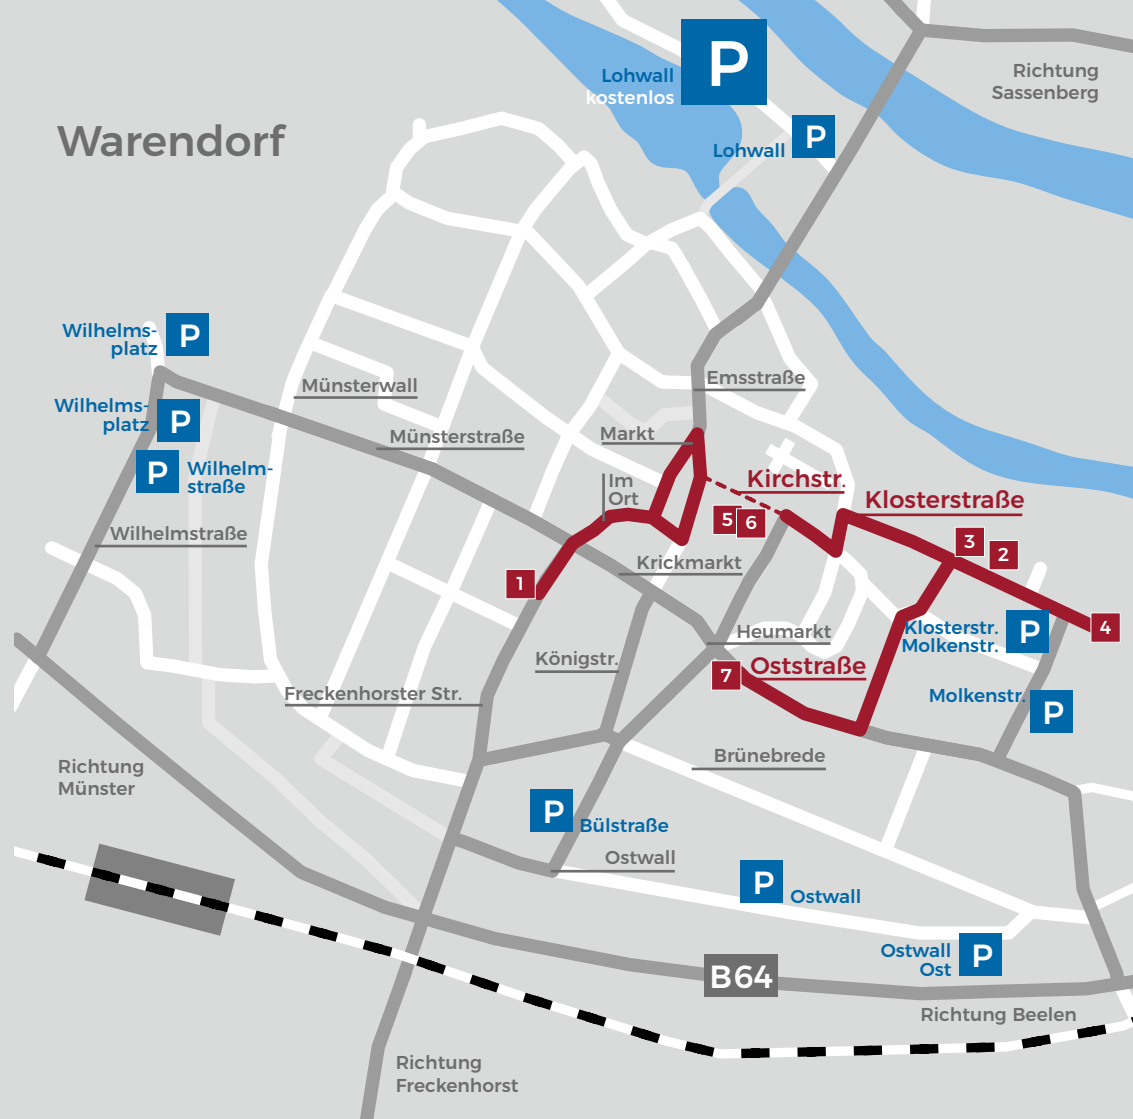 P
Lohwall
kostenlos
Richtung
Sassenberg
Warendorf
P
Lohwall
Wilhelms-
platz
P
Emsstraße
Münsterwall
Wilhelms-
platz
P
Münsterstraße
Markt
P
Wilhelm-
straße
Im
Ort
Kirchstr.
Klosterstraße
5
6
Wilhelmstraße
3
2
Krickmarkt
1
Klosterstr.
Molkenstr.
P
4
Heumarkt
Königstr.
7
Oststraße
Freckenhorster Str.
Molkenstr.
P
Brünebrede
Richtung
Münster
P
Bülstraße
Ostwall
P
Ostwall
Ostwall
Ost
P
B64
Richtung Beelen
Richtung
Freckenhorst